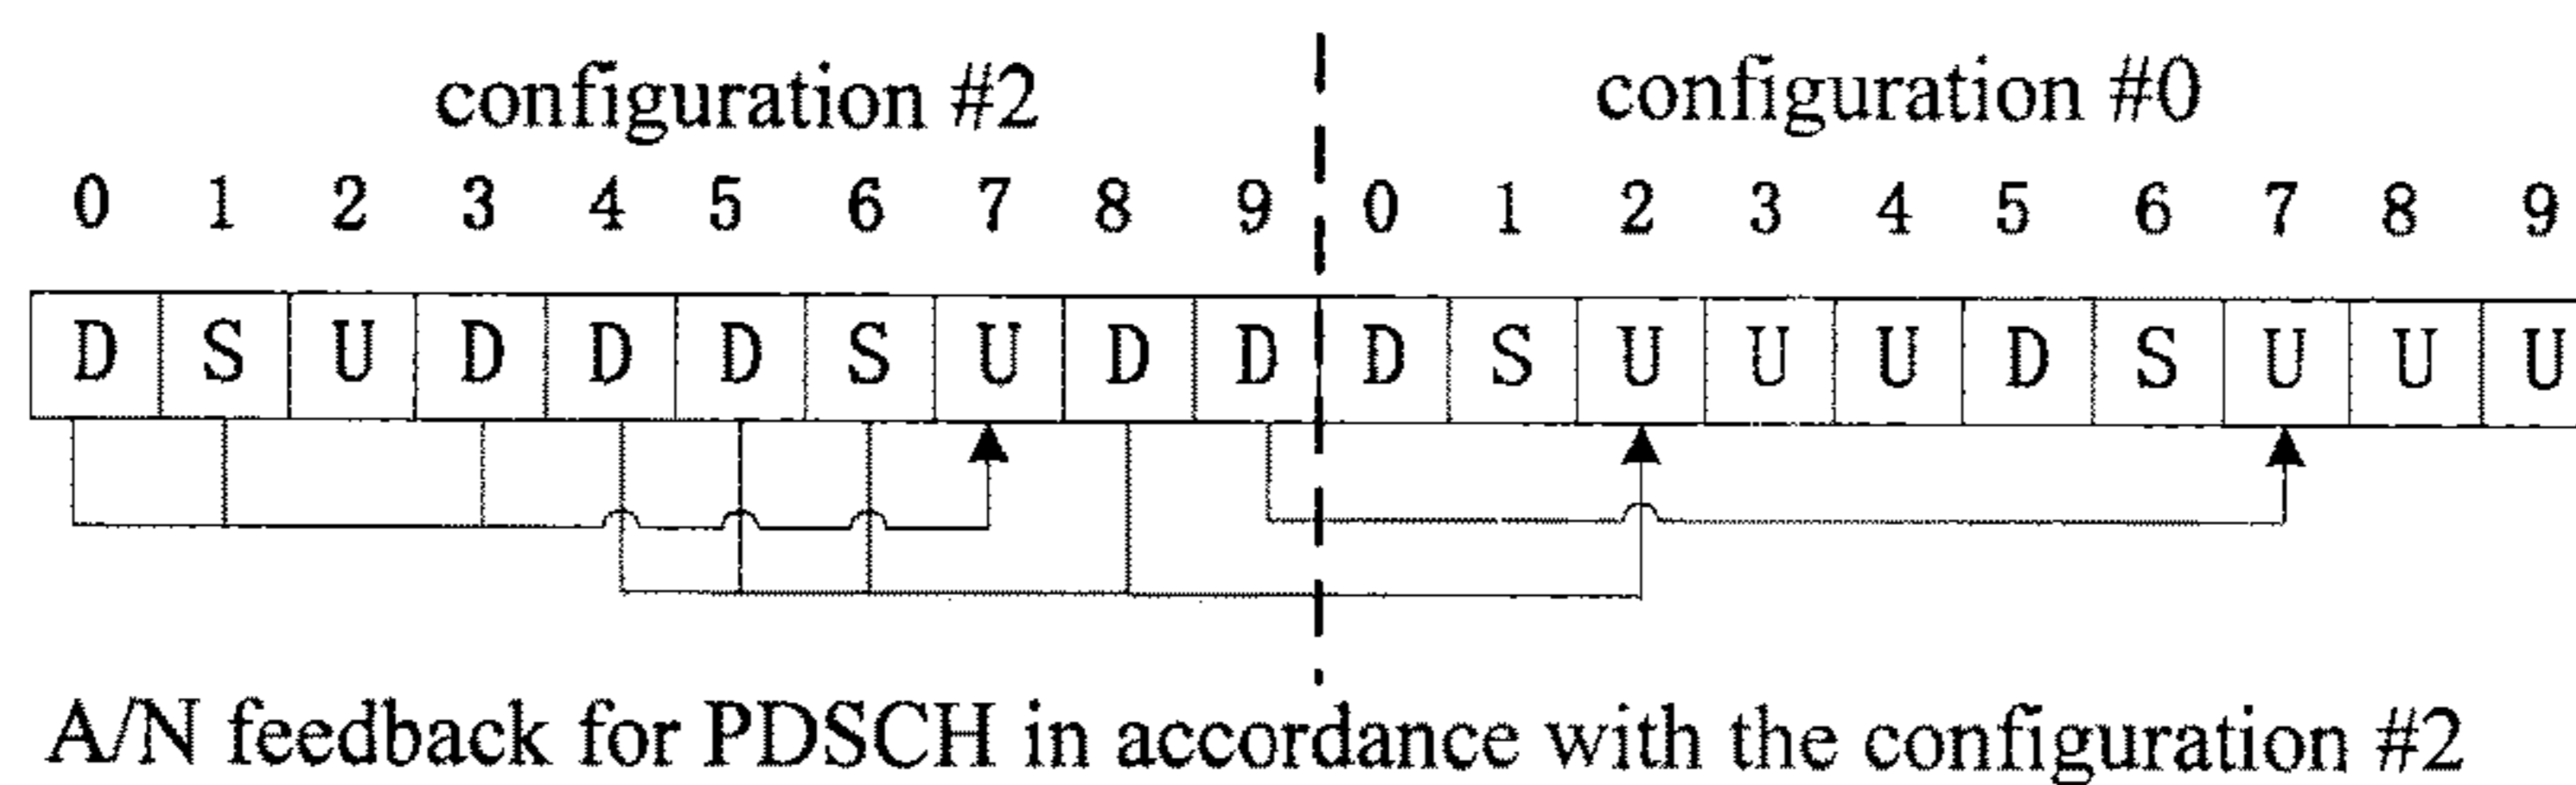 configuration #2 configuration #0
0 1 2 3 4 5 6 7 8 9 0 1 2 3 4 5 6 7 8 9
D S U D D D S U D D D S U U U D S U U U
A/N feedback for PDSCH in accordance with the configuration #2